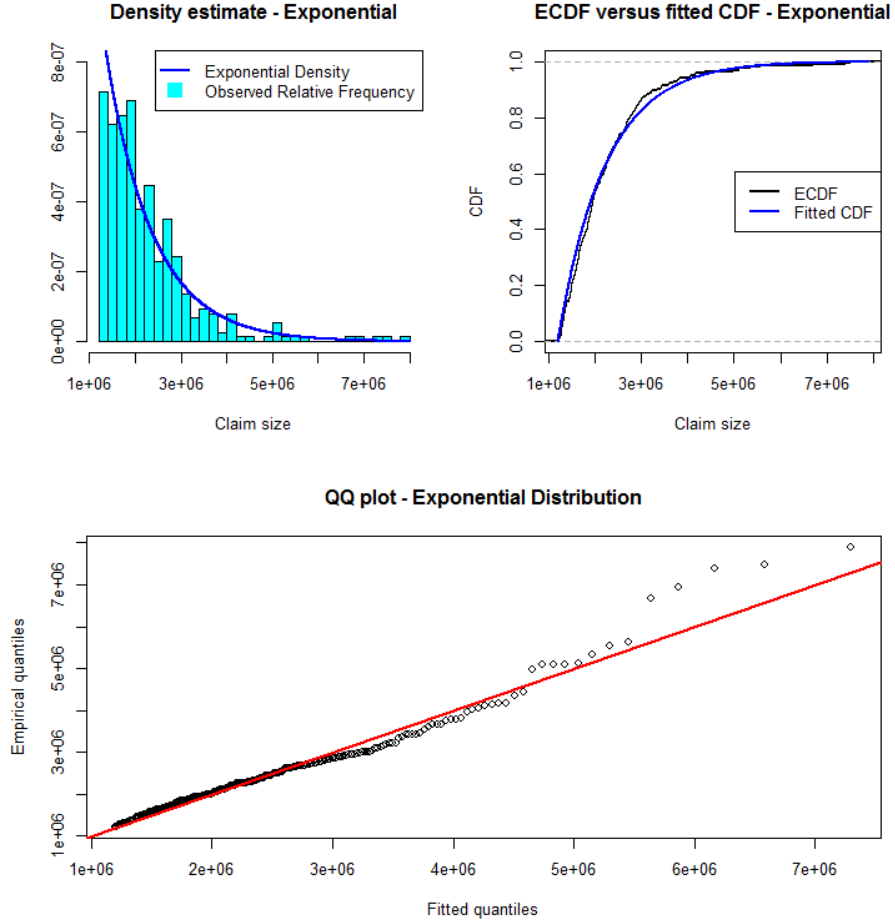 Density estimate - Exponential
8e-07
6e-07
4e-07
2e-07
0e+00
Exponential Density
Observed Relative Frequency
1e+06 3e+06 5e+06 7e+06
Claim size
ECDF versus fitted CDF - Exponential
CDF
1.0
0.8
0.6
0.4
0.2
0.0
ECDF
Fitted CDF
1e+06 3e+06 5e+06 7e+06
Claim size
QQ plot - Exponential Distribution
Empirical quantiles
7e+06
5e+06
3e+06
1e+06
1e+06 2e+06 3e+06 4e+06 5e+06 6e+06 7e+06
Fitted quantiles